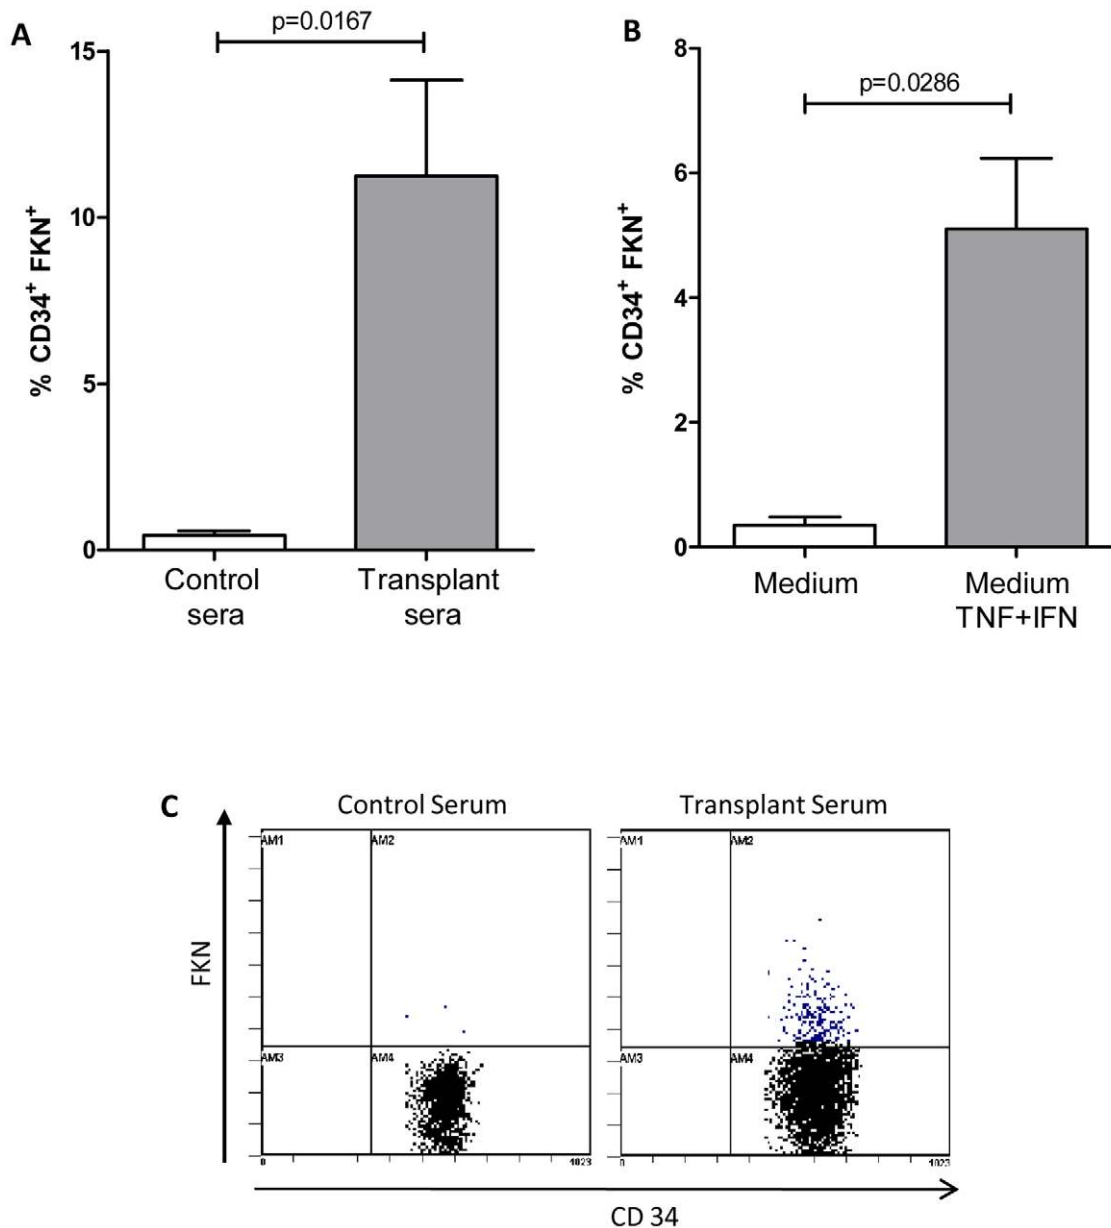 A
p=0.0167
15
10
5
0
% CD34+ FKN+
Control
sera
Transplant
sera
B
p=0.0286
8
6
4
2
0
% CD34+ FKN+
Medium
Medium
TNF+IFN
C
Control Serum
Transplant Serum
FKN
AM1
AM2
AM3
AM4
0
1023
AM1
AM2
AM3
AM4
0
1023
CD 34